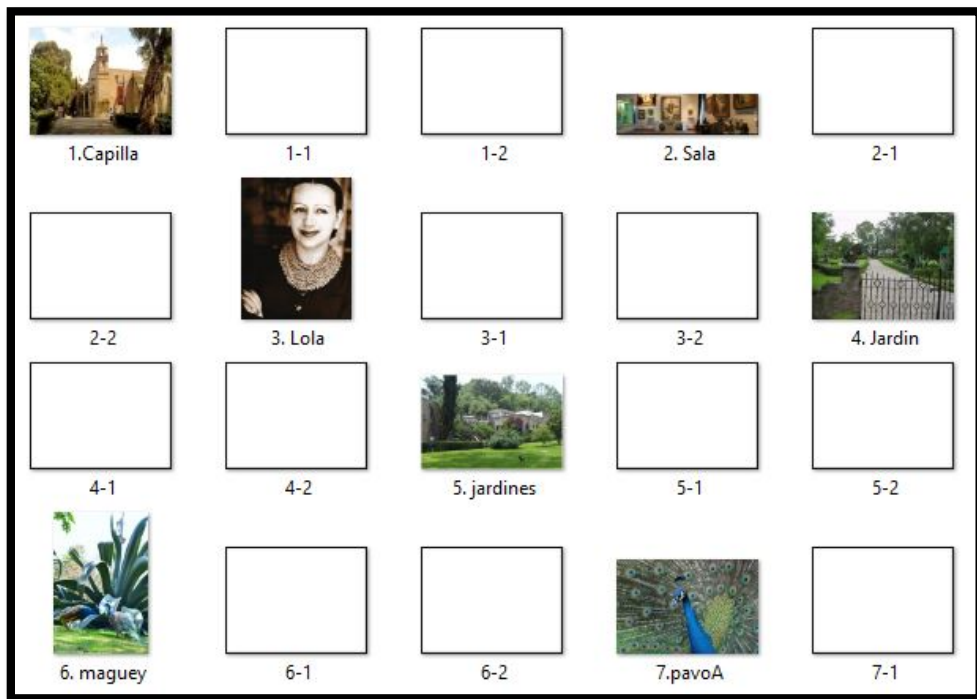 1.Capilla
1-1
1-2
2. Sala
2-1
2-2
3. Lola
3-1
3-2
4. Jardin
4-1
4-2
5. jardines
5-1
5-2
6. maguey
6-1
6-2
7.pavoA
7-1